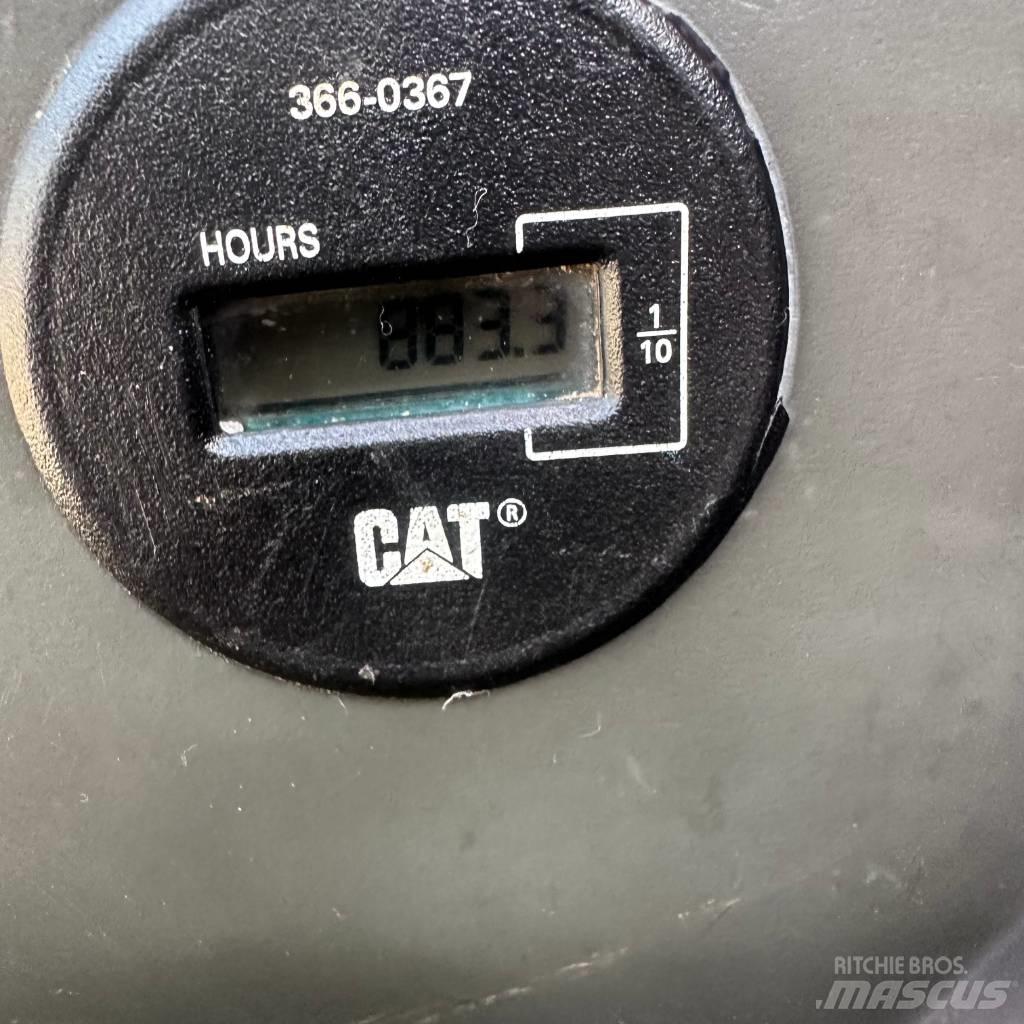 366-0367
HOURS
883.3
1
10
CAT®
RITCHIE BROS.
MASCUS